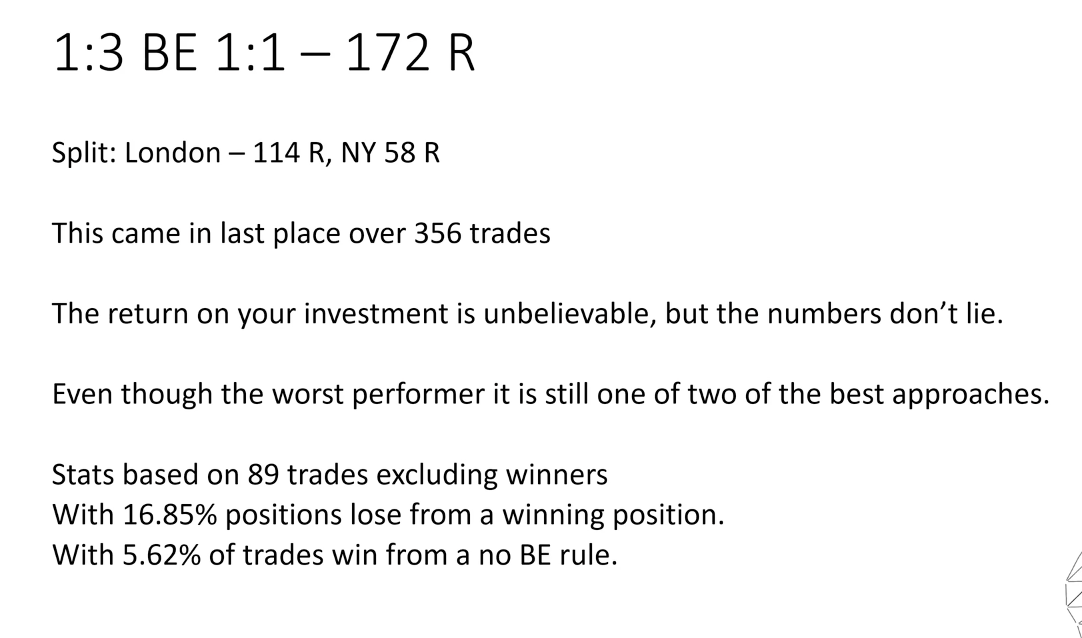 1:3 BE 1:1 – 172 R
Split: London – 114 R, NY 58 R
This came in last place over 356 trades
The return on your investment is unbelievable, but the numbers don’t lie.
Even though the worst performer it is still one of two of the best approaches.
Stats based on 89 trades excluding winners
With 16.85% positions lose from a winning position.
With 5.62% of trades win from a no BE rule.